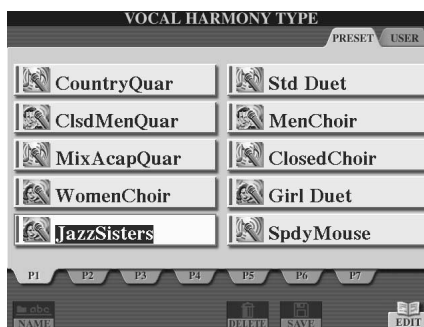 VOCAL HARMONY TYPE
PRESET USER
CountryQuar Std Duet
ClsdMenQuar MenChoir
MixAcapQuar ClosedChoir
WomenChoir Girl Duet
JazzSisters SpdyMouse
P1 P2 P3 P4 P5 P6 P7
abc
NAME DELETE SAVE EDIT